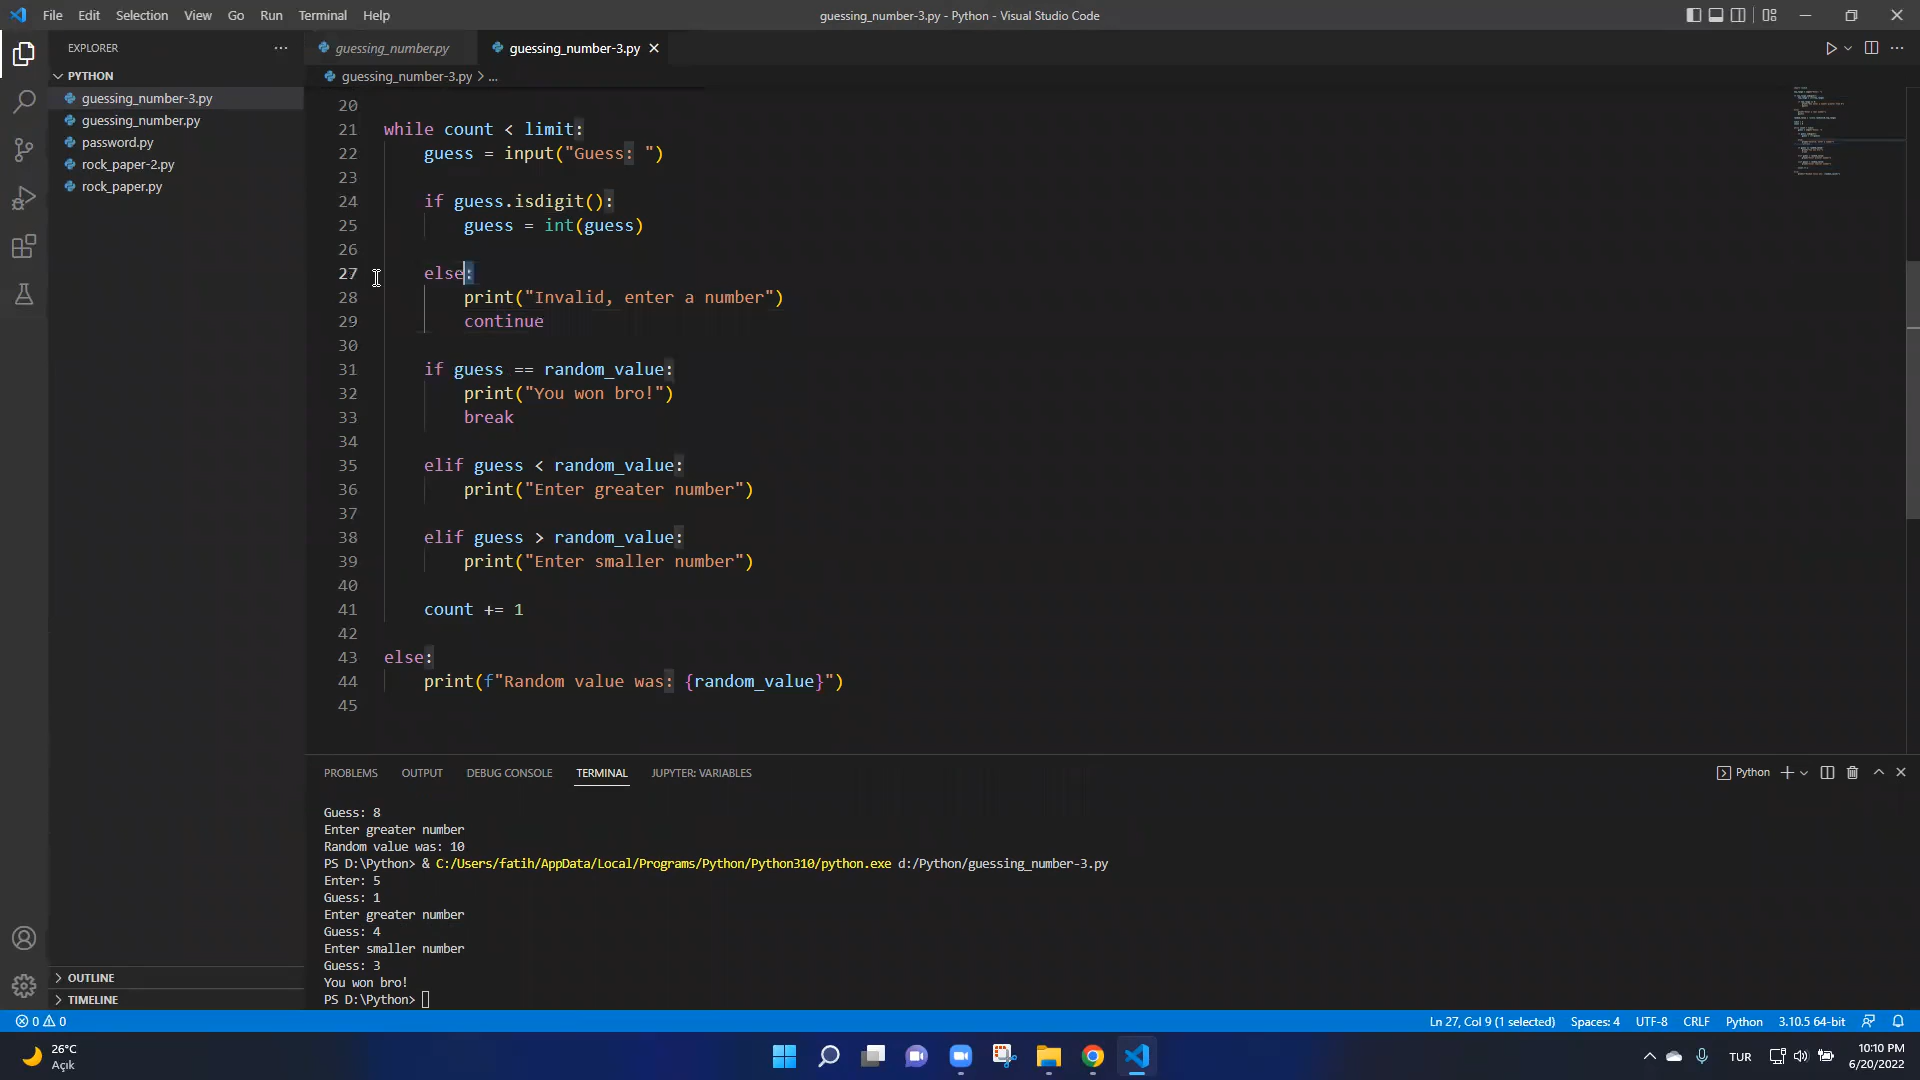 File Edit Selection View Go Run Terminal Help
guessing_number-3.py - Python - Visual Studio Code
EXPLORER
PYTHON
guessing_number-3.py
guessing_number.py
password.py
rock_paper-2.py
rock_paper.py
OUTLINE
TIMELINE
guessing_number.py
guessing_number-3.py
guessing_number-3.py > ...
20
21 while count < limit:
22 guess = input("Guess: ")
23
24 if guess.isdigit():
25 guess = int(guess)
26
27 else:
28 print("Invalid, enter a number")
29 continue
30
31 if guess == random_value:
32 print("You won bro!")
33 break
34
35 elif guess < random_value:
36 print("Enter greater number")
37
38 elif guess > random_value:
39 print("Enter smaller number")
40
41 count += 1
42
43 else:
44 print(f"Random value was: {random_value}")
45
PROBLEMS OUTPUT DEBUG CONSOLE TERMINAL JUPYTER: VARIABLES
Python
Guess: 8
Enter greater number
Random value was: 10
PS D:\Python> & C:/Users/fatih/AppData/Local/Programs/Python/Python310/python.exe d:/Python/guessing_number-3.py
Enter: 5
Guess: 1
Enter greater number
Guess: 4
Enter smaller number
Guess: 3
You won bro!
PS D:\Python>
0 0
Ln 27, Col 9 (1 selected) Spaces: 4 UTF-8 CRLF Python 3.10.5 64-bit
26°C
Açık
TUR
10:10 PM
6/20/2022